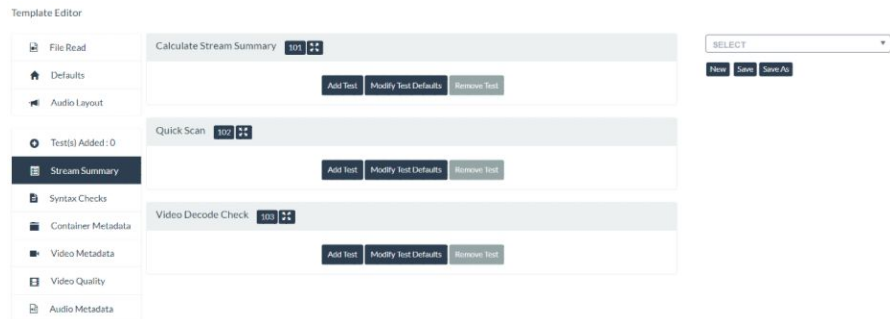 Template Editor
File Read
Defaults
Audio Layout
Test(s) Added : 0
Stream Summary
Syntax Checks
Container Metadata
Video Metadata
Video Quality
Audio Metadata
Calculate Stream Summary 101
Add Test Modify Test Defaults Remove Test
Quick Scan 102
Add Test Modify Test Defaults Remove Test
Video Decode Check 103
Add Test Modify Test Defaults Remove Test
SELECT
New Save Save As